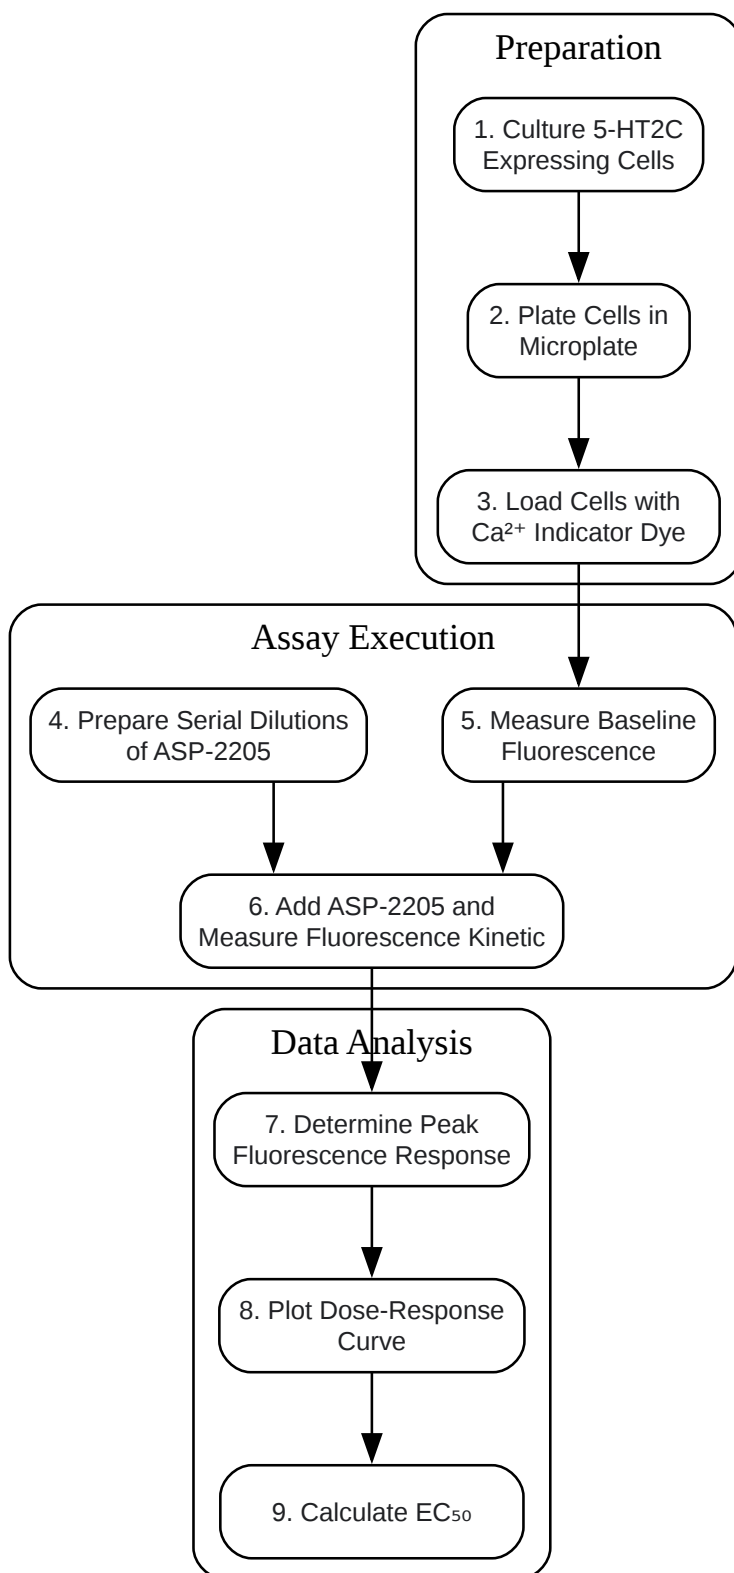 Preparation
1. Culture 5-HT2C
Expressing Cells
2. Plate Cells in
Microplate
3. Load Cells with
Ca²⁺ Indicator Dye
Assay Execution
4. Prepare Serial Dilutions
of ASP-2205
5. Measure Baseline
Fluorescence
6. Add ASP-2205 and
Measure Fluorescence Kinetic
Data Analysis
7. Determine Peak
Fluorescence Response
8. Plot Dose-Response
Curve
9. Calculate EC₅₀